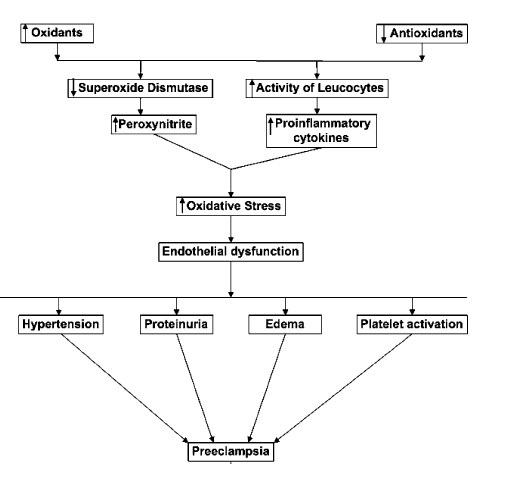 ↑Oxidants
↓Antioxidants
↓Superoxide Dismutase
↑Activity of Leucocytes
↑Peroxynitrite
↑Proinflammatory
cytokines
↑Oxidative Stress
Endothelial dysfunction
Hypertension
Proteinuria
Edema
Platelet activation
Preeclampsia